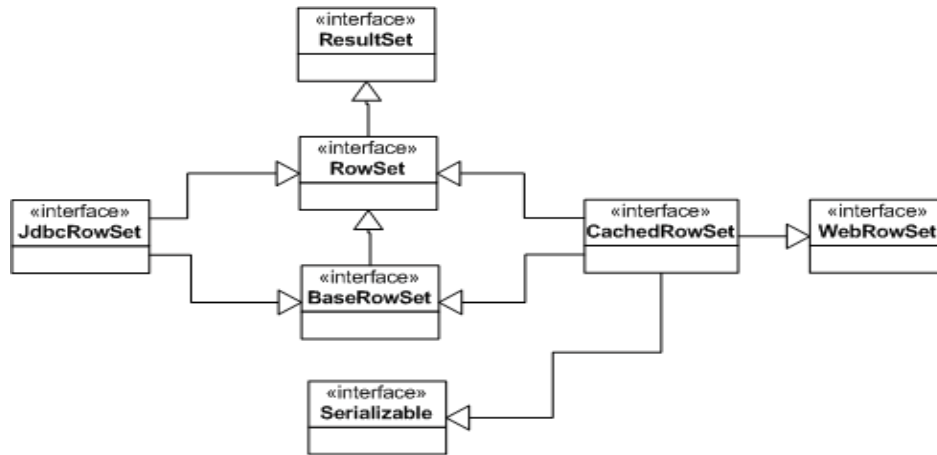 «interface»
ResultSet
«interface»
RowSet
«interface»
JdbcRowSet
«interface»
CachedRowSet
«interface»
WebRowSet
«interface»
BaseRowSet
«interface»
Serializable